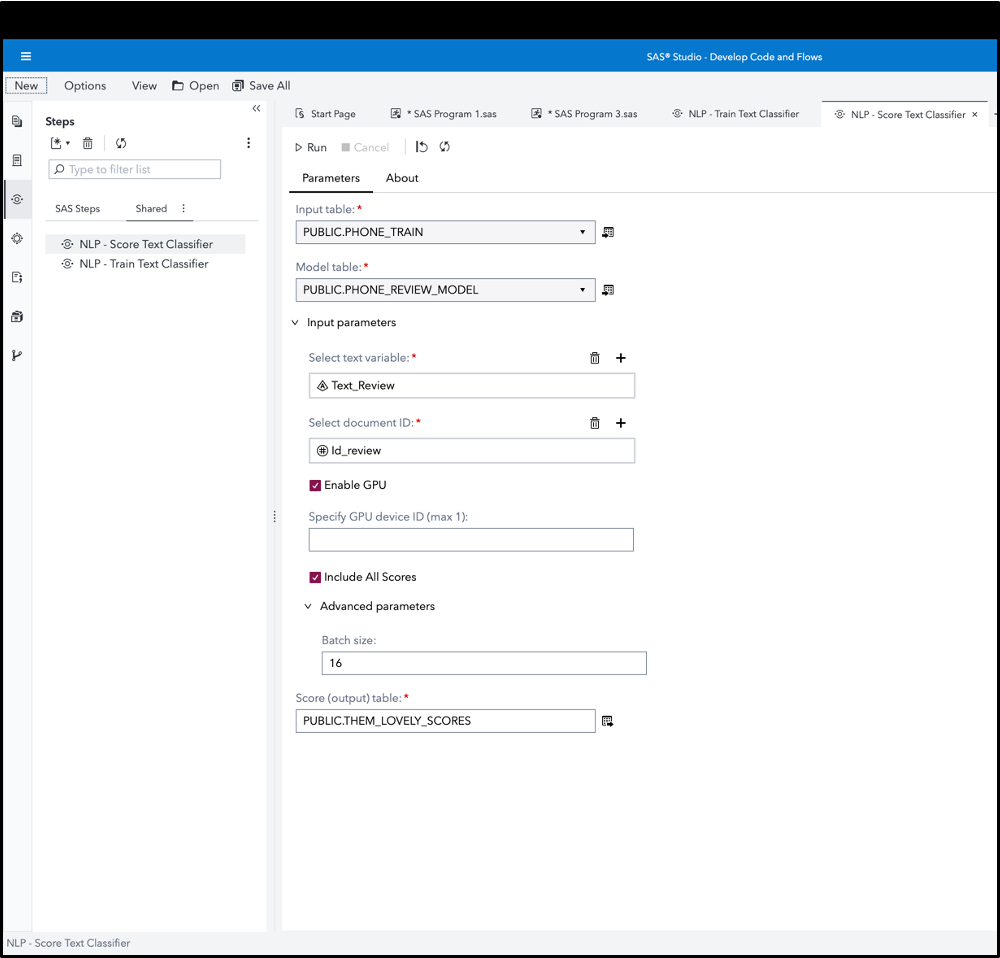 SAS® Studio - Develop Code and Flows
New Options View Open Save All
Steps
Type to filter list
SAS Steps Shared
NLP - Score Text Classifier
NLP - Train Text Classifier
Start Page * SAS Program 1.sas * SAS Program 3.sas NLP - Train Text Classifier NLP - Score Text Classifier ×
Run Cancel
Parameters About
Input table: *
PUBLIC.PHONE_TRAIN
Model table: *
PUBLIC.PHONE_REVIEW_MODEL
Input parameters
Select text variable: *
Text_Review
Select document ID: *
Id_review
Enable GPU
Specify GPU device ID (max 1):
Include All Scores
Advanced parameters
Batch size:
16
Score (output) table: *
PUBLIC.THEM_LOVELY_SCORES
NLP - Score Text Classifier